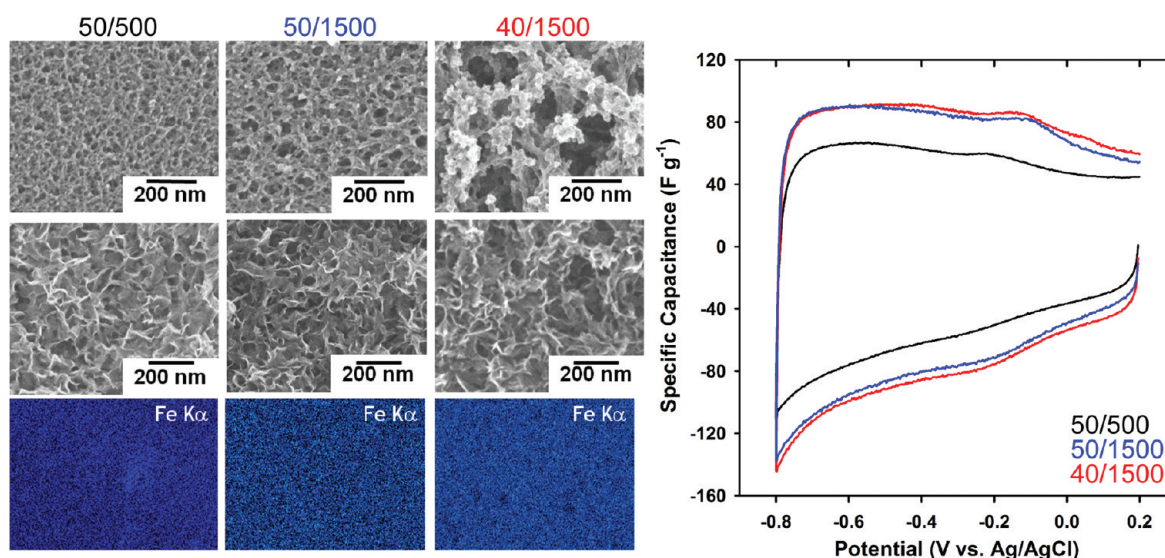 50/500
50/1500
40/1500
200 nm
200 nm
200 nm
200 nm
200 nm
200 nm
Fe Kα
Fe Kα
Fe Kα
Specific Capacitance (F g⁻¹)
120
80
40
0
-40
-80
-120
-160
50/500
50/1500
40/1500
-0.8
-0.6
-0.4
-0.2
0.0
0.2
Potential (V vs. Ag/AgCl)